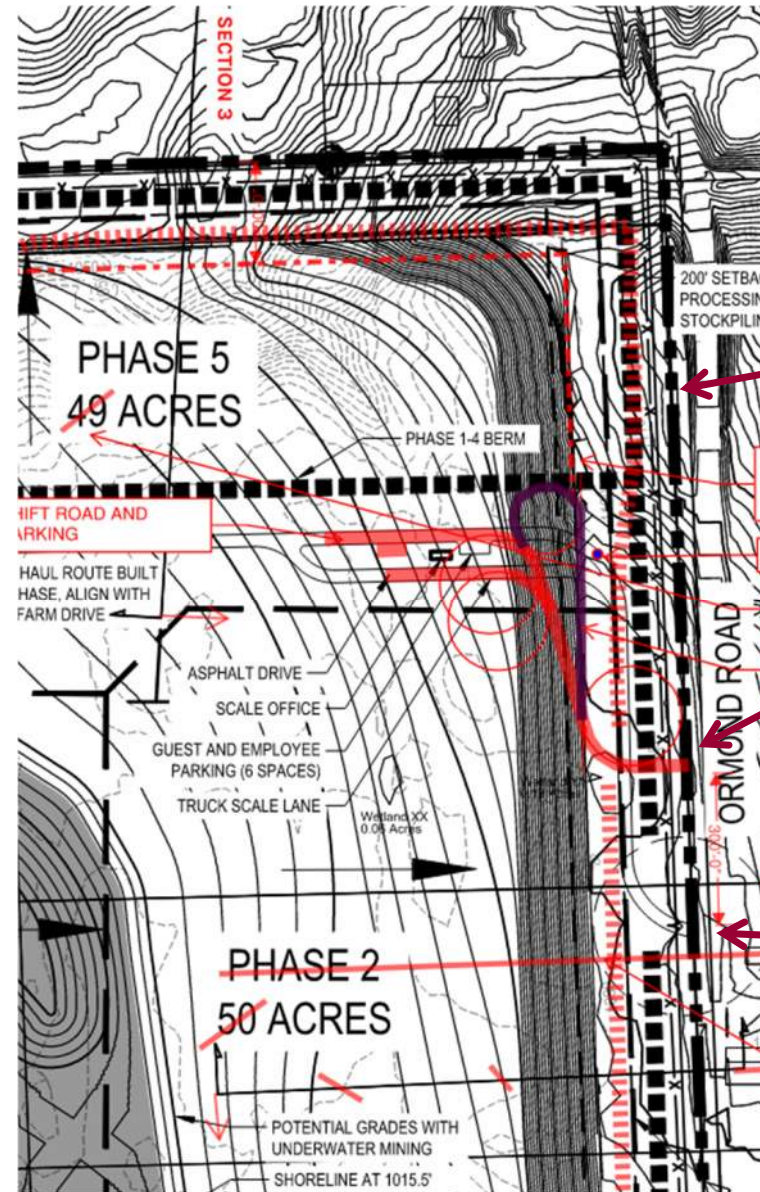 SECTION 3
200' SETBA
PROCESSIN
STOCKPILIN
PHASE 5
49 ACRES
PHASE 1-4 BERM
HIFT ROAD AND
ARKING
HAUL ROUTE BUILT
HASE, ALIGN WITH
FARM DRIVE
ASPHALT DRIVE
SCALE OFFICE
GUEST AND EMPLOYEE
PARKING (6 SPACES)
TRUCK SCALE LANE
ORMOND ROAD
Wetland XX
0.05 Acres
300'-0"
PHASE 2
50 ACRES
POTENTIAL GRADES WITH
UNDERWATER MINING
SHORELINE AT 1015.5'